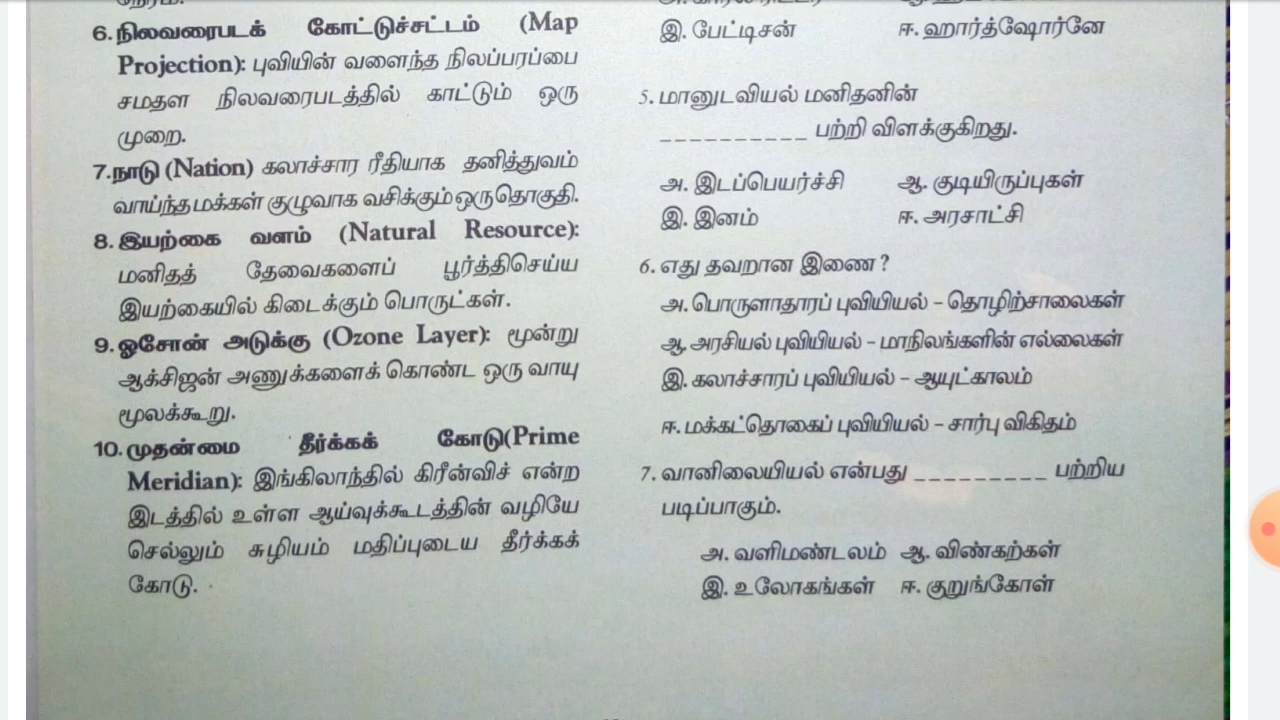 6. நிலவரைபடக் கோட்டுச்சட்டம் (Map
Projection): புவியின் வளைந்த நிலப்பரப்பை
சமதள நிலவரைபடத்தில் காட்டும் ஒரு
முறை.
7. நாடு (Nation) கலாச்சார ரீதியாக தனித்துவம்
வாய்ந்த மக்கள் குழுவாக வசிக்கும் ஒரு தொகுதி.
8. இயற்கை வளம் (Natural Resource):
மனிதத் தேவைகளைப் பூர்த்திசெய்ய
இயற்கையில் கிடைக்கும் பொருட்கள்.
9. ஓசோன் அடுக்கு (Ozone Layer): மூன்று
ஆக்சிஜன் அணுக்களைக் கொண்ட ஒரு வாயு
மூலக்கூறு.
10. முதன்மை தீர்க்கக் கோடு(Prime
Meridian): இங்கிலாந்தில் கிரீன்விச் என்ற
இடத்தில் உள்ள ஆய்வுக்கூடத்தின் வழியே
செல்லும் சுழியம் மதிப்புடைய தீர்க்கக்
கோடு.
இ. பேட்டிசன் ஈ. ஹார்த்ஷோர்னே
5. மானுடவியல் மனிதனின்
__________ பற்றி விளக்குகிறது.
அ. இடப்பெயர்ச்சி ஆ. குடியிருப்புகள்
இ. இனம் ஈ. அரசாட்சி
6. எது தவறான இணை ?
அ. பொருளாதாரப் புவியியல் – தொழிற்சாலைகள்
ஆ. அரசியல் புவியியல் – மாநிலங்களின் எல்லைகள்
இ. கலாச்சாரப் புவியியல் – ஆயுட்காலம்
ஈ. மக்கட்தொகைப் புவியியல் – சார்பு விகிதம்
7. வானிலையியல் என்பது _________ பற்றிய
படிப்பாகும்.
அ. வளிமண்டலம் ஆ. விண்கற்கள்
இ. உலோகங்கள் ஈ. குறுங்கோள்